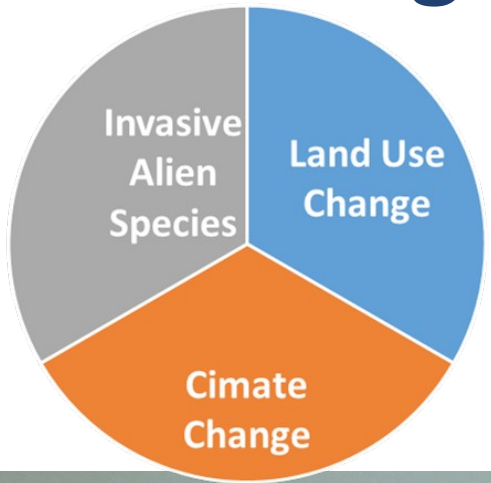 Invasive
Alien
Species
Land Use
Change
Cimate
Change